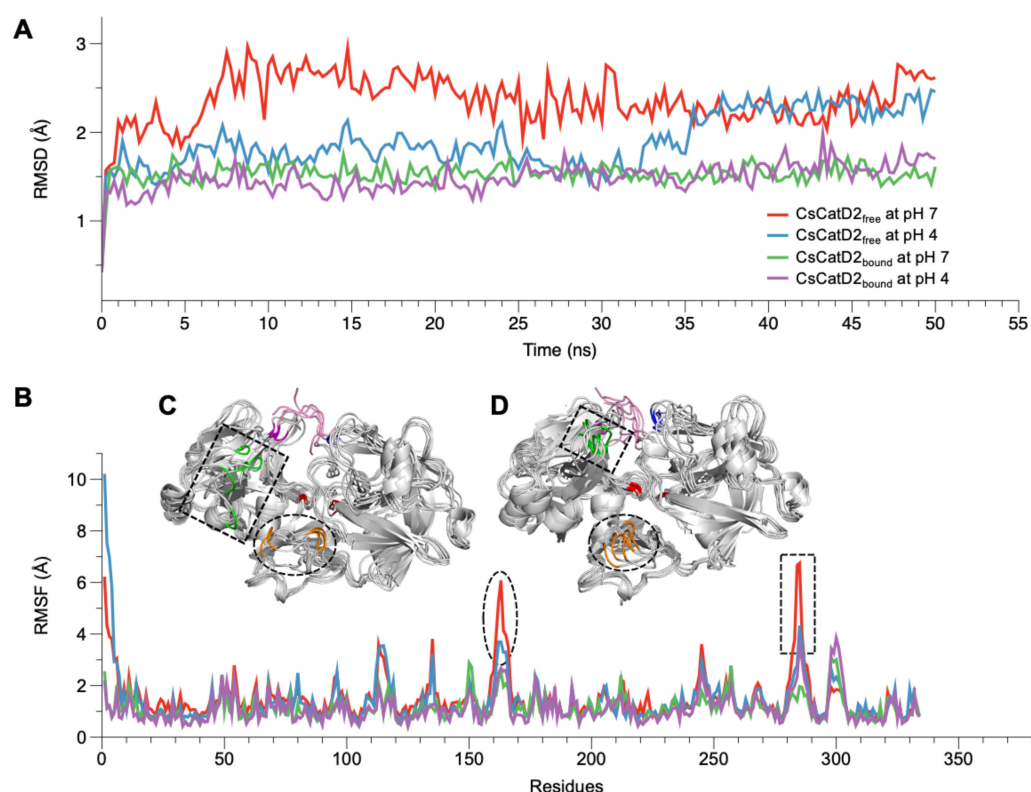 A
3
2
1
RMSD (Å)
CsCatD2free at pH 7
CsCatD2free at pH 4
CsCatD2bound at pH 7
CsCatD2bound at pH 4
0 5 10 15 20 25 30 35 40 45 50 55
Time (ns)
B C D
10
8
6
4
2
0
RMSF (Å)
0 50 100 150 200 250 300 350
Residues